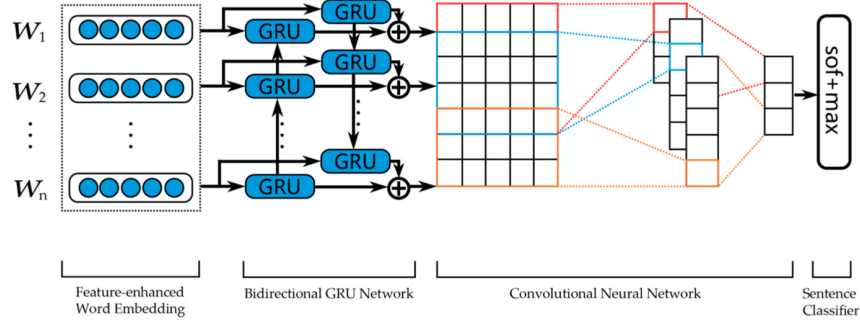 W1
GRU
GRU
W2
GRU
GRU
Wn
GRU
GRU
sof+max
Feature-enhanced
Word Embedding
Bidirectional GRU Network
Convolutional Neural Network
Sentence
Classifier